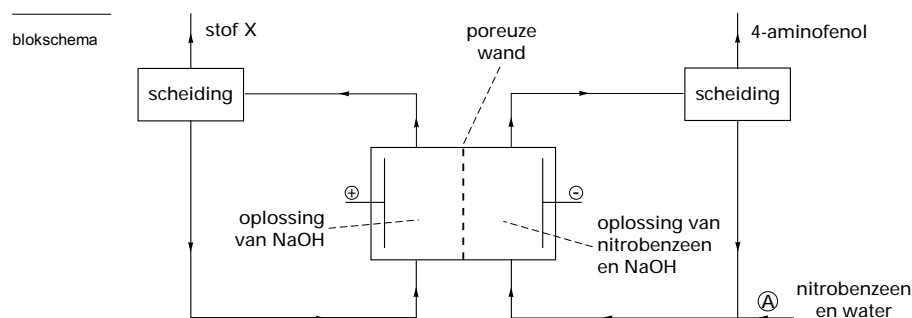 blokschema
stof X
poreuze
wand
4-aminofenol
scheiding
scheiding
⊕
⊖
oplossing
van NaOH
oplossing van
nitrobenzeen
en NaOH
Ⓐ
nitrobenzeen
en water